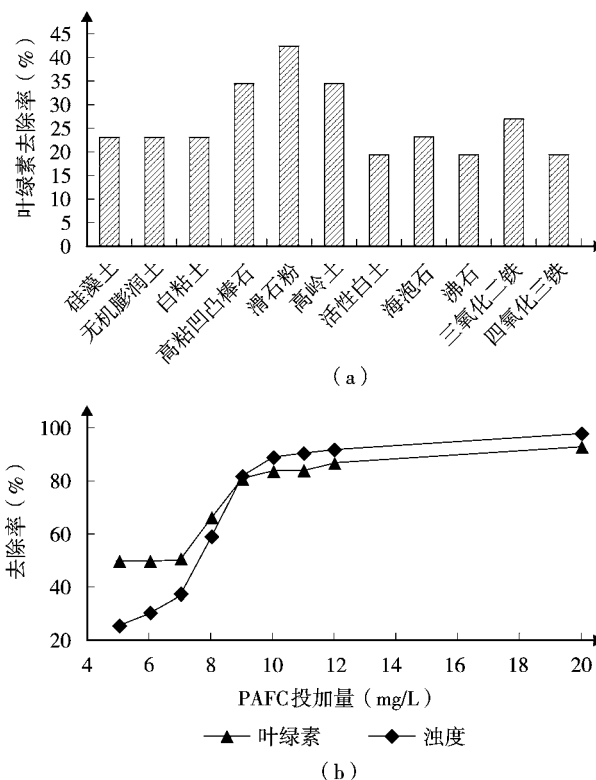 叶绿素去除率（%）
45
40
35
30
25
20
15
10
5
0
硅藻土
无机膨润土
白粘土
高粘凹凸棒石
滑石粉
高岭土
活性白土
海泡石
沸石
三氧化二铁
四氧化三铁
（a）
去除率（%）
100
80
60
40
20
4 6 8 10 12 14 16 18 20
PAFC投加量（mg/L）
叶绿素 浊度
（b）